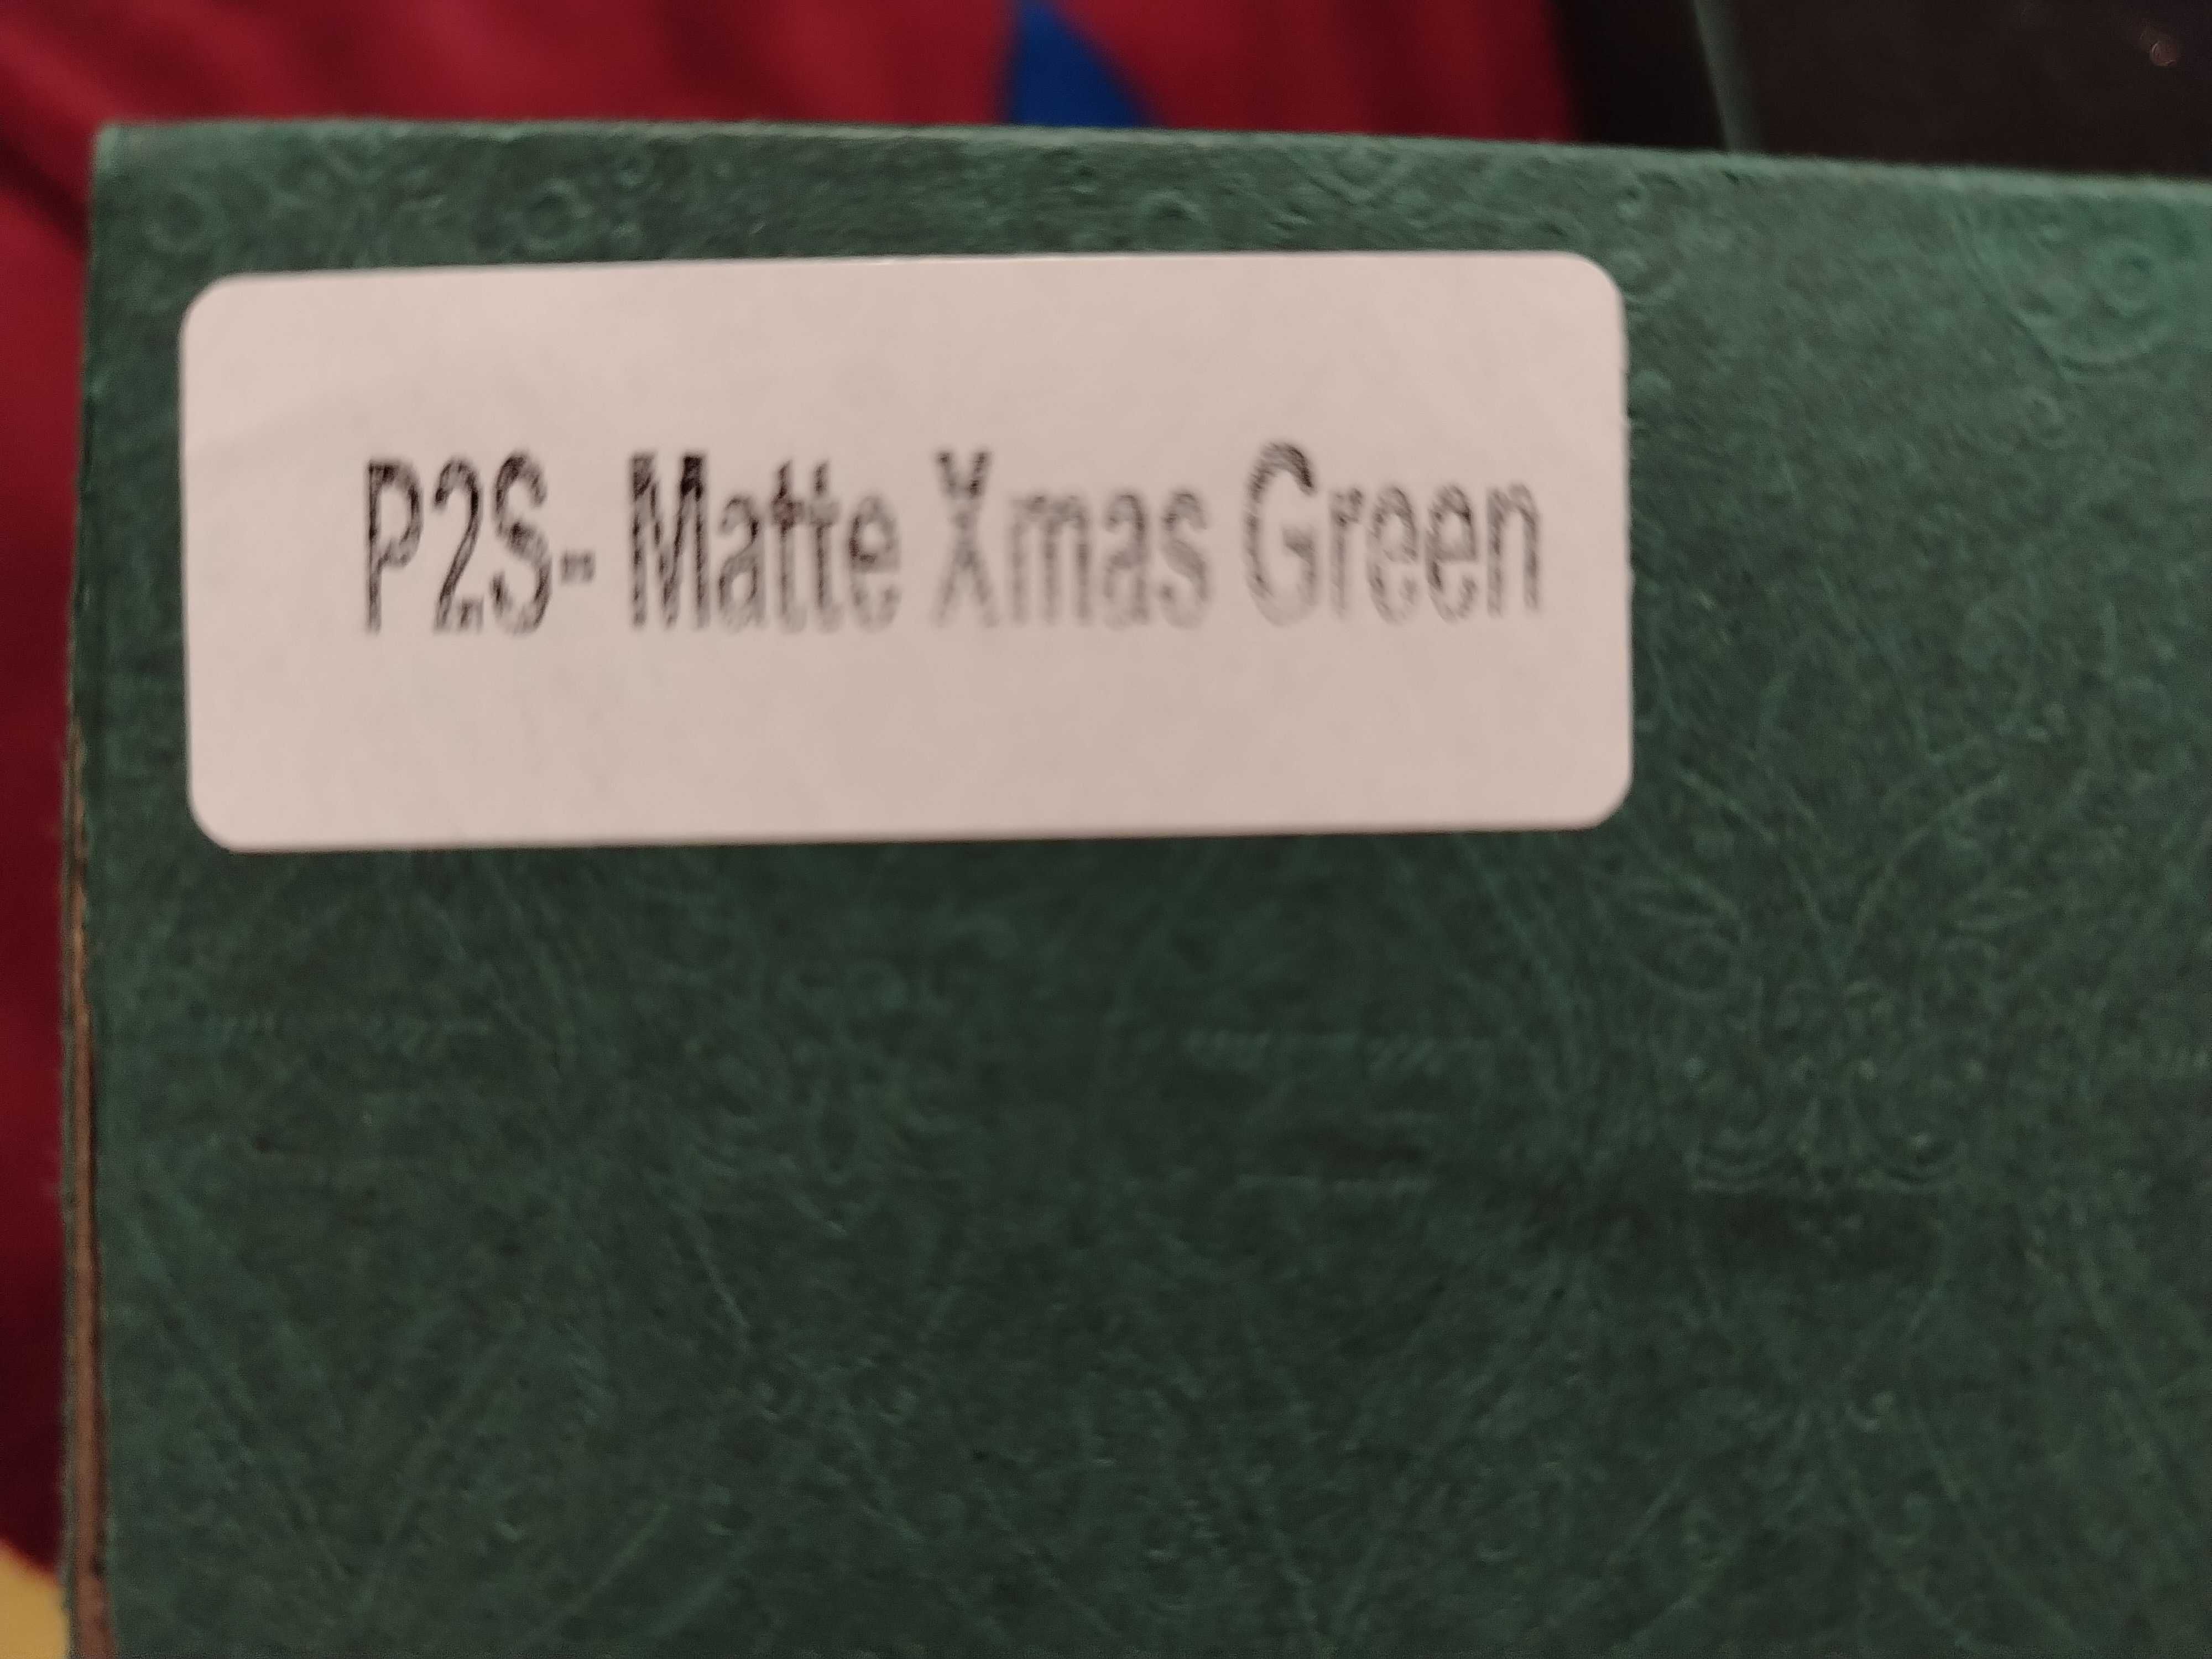 P2S- Matte Xmas Green